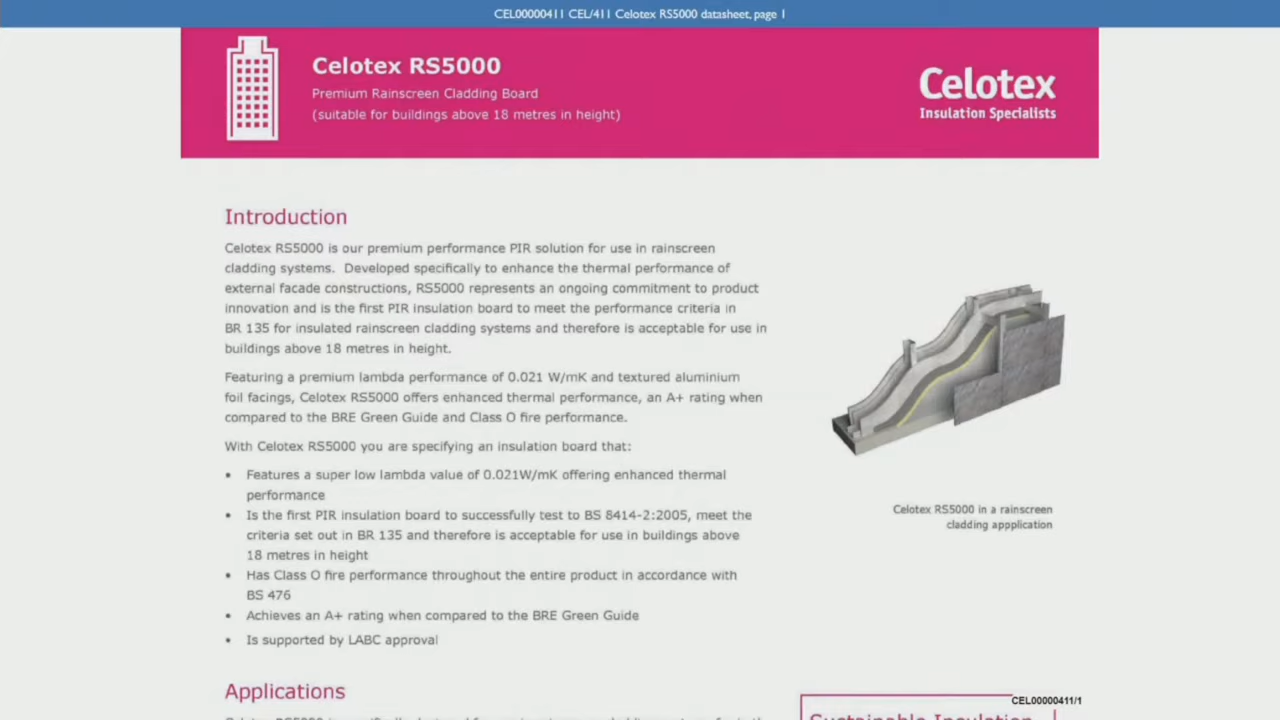 CEL00000411 CEL/411 Celotex RS5000 datasheet, page 1
Celotex RS5000
Premium Rainscreen Cladding Board
(suitable for buildings above 18 metres in height)
Celotex
Insulation Specialists
Introduction
Celotex RS5000 is our premium performance PIR solution for use in rainscreen
cladding systems. Developed specifically to enhance the thermal performance of
external facade constructions, RS5000 represents an ongoing commitment to product
innovation and is the first PIR insulation board to meet the performance criteria in
BR 135 for insulated rainscreen cladding systems and therefore is acceptable for use in
buildings above 18 metres in height.
Featuring a premium lambda performance of 0.021 W/mK and textured aluminium
foil facings, Celotex RS5000 offers enhanced thermal performance, an A+ rating when
compared to the BRE Green Guide and Class O fire performance.
With Celotex RS5000 you are specifying an insulation board that:
• Features a super low lambda value of 0.021W/mK offering enhanced thermal
performance
• Is the first PIR insulation board to successfully test to BS 8414-2:2005, meet the
criteria set out in BR 135 and therefore is acceptable for use in buildings above
18 metres in height
• Has Class O fire performance throughout the entire product in accordance with
BS 476
• Achieves an A+ rating when compared to the BRE Green Guide
• Is supported by LABC approval
Celotex RS5000 in a rainscreen
cladding appplication
Applications
CEL00000411/1
Sustainable Insulation